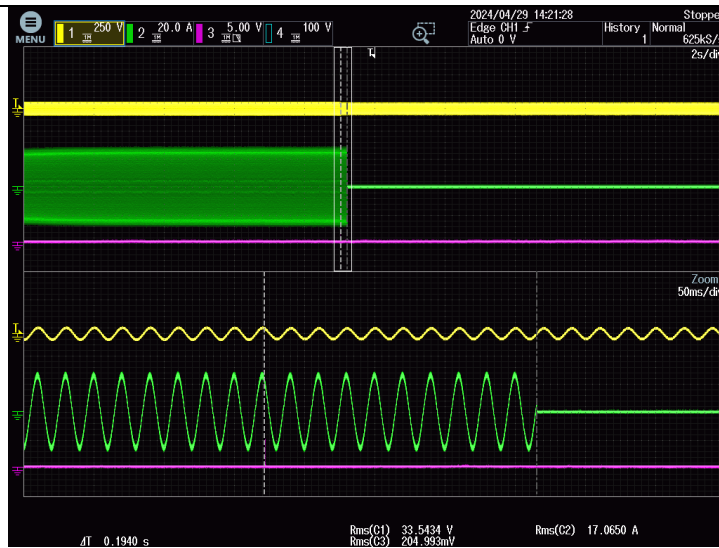 2024/04/29 14:21:28 Stoppe
MENU
1 250 V
2 20.0 A
3 5.00 V
4 100 V
Edge CH1
Auto 0 V
History
1
Normal
625kS/
2s/di
Zoom
50ms/di
Rms(C1) 33.5434 V Rms(C2) 17.0650 A
ΔT 0.1940 s Rms(C3) 204.993mV